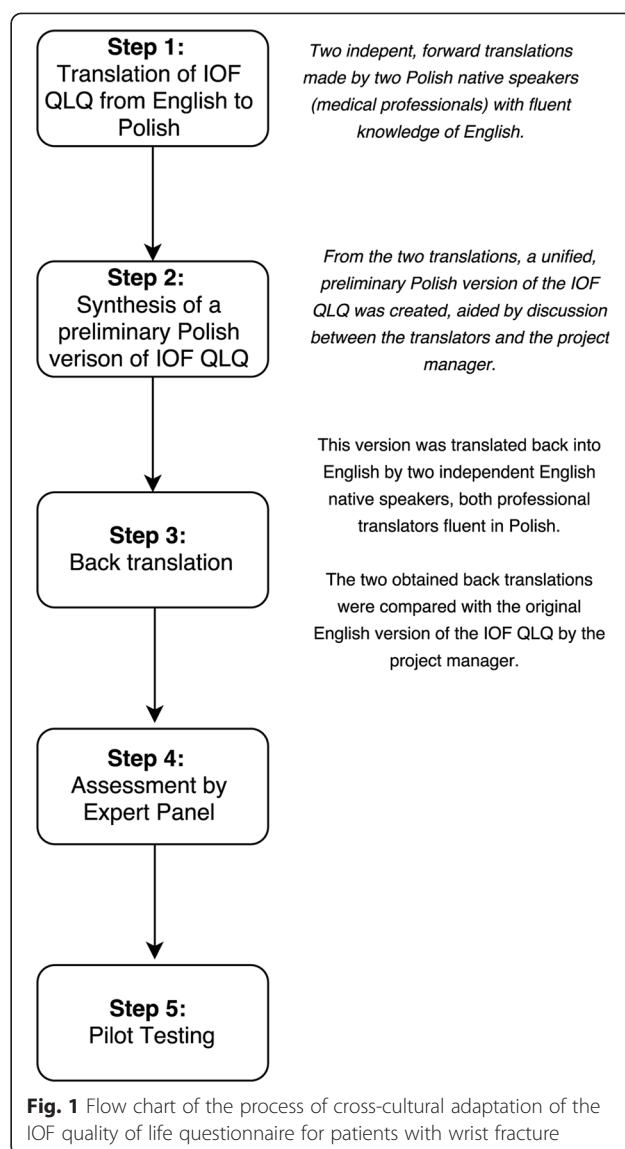 Step 1:
Translation of IOF
QLQ from English to
Polish
Two indepent, forward translations
made by two Polish native speakers
(medical professionals) with fluent
knowledge of English.
Step 2:
Synthesis of a
preliminary Polish
verison of IOF QLQ
From the two translations, a unified,
preliminary Polish version of the IOF
QLQ was created, aided by discussion
between the translators and the project
manager.
Step 3:
Back translation
This version was translated back into
English by two independent English
native speakers, both professional
translators fluent in Polish.
The two obtained back translations
were compared with the original
English version of the IOF QLQ by the
project manager.
Step 4:
Assessment by
Expert Panel
Step 5:
Pilot Testing
Fig. 1 Flow chart of the process of cross-cultural adaptation of the
IOF quality of life questionnaire for patients with wrist fracture